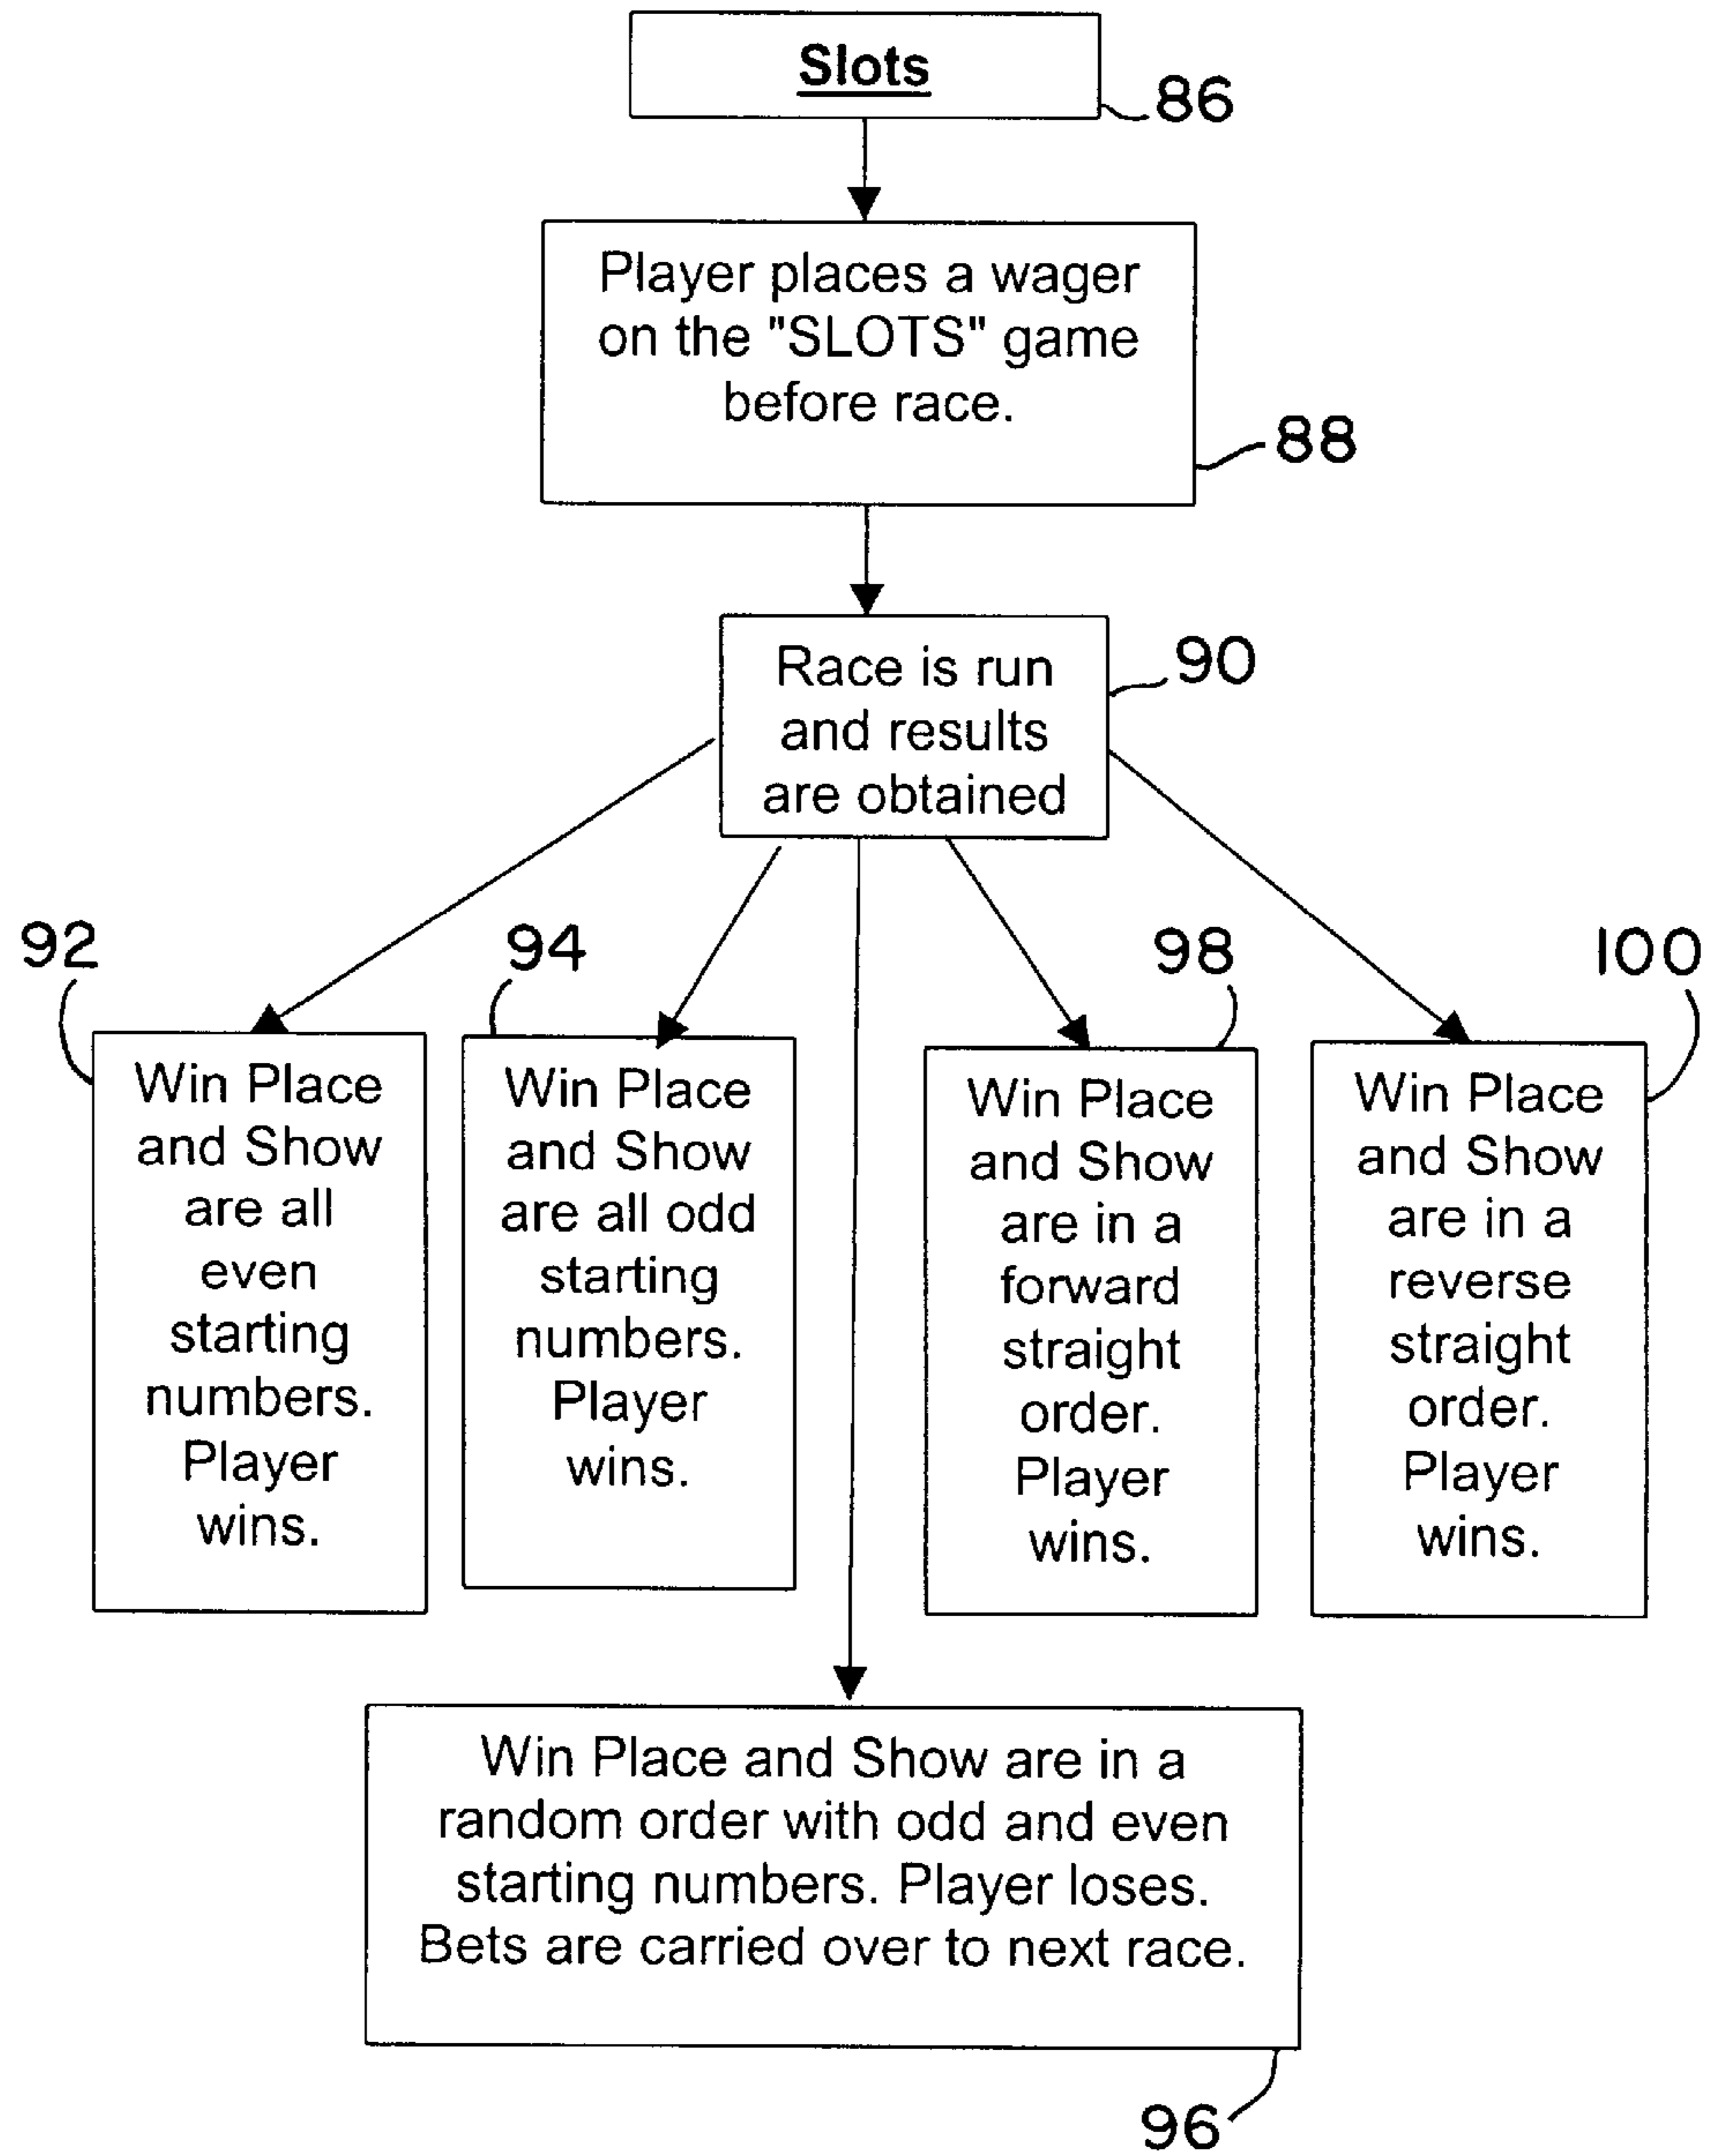 Slots
86
Player places a wager
on the "SLOTS" game
before race.
88
Race is run
and results
are obtained
90
92
Win Place
and Show
are all
even
starting
numbers.
Player
wins.
94
Win Place
and Show
are all odd
starting
numbers.
Player
wins.
98
Win Place
and Show
are in a
forward
straight
order.
Player
wins.
100
Win Place
and Show
are in a
reverse
straight
order.
Player
wins.
Win Place and Show are in a
random order with odd and even
starting numbers. Player loses.
Bets are carried over to next race.
96